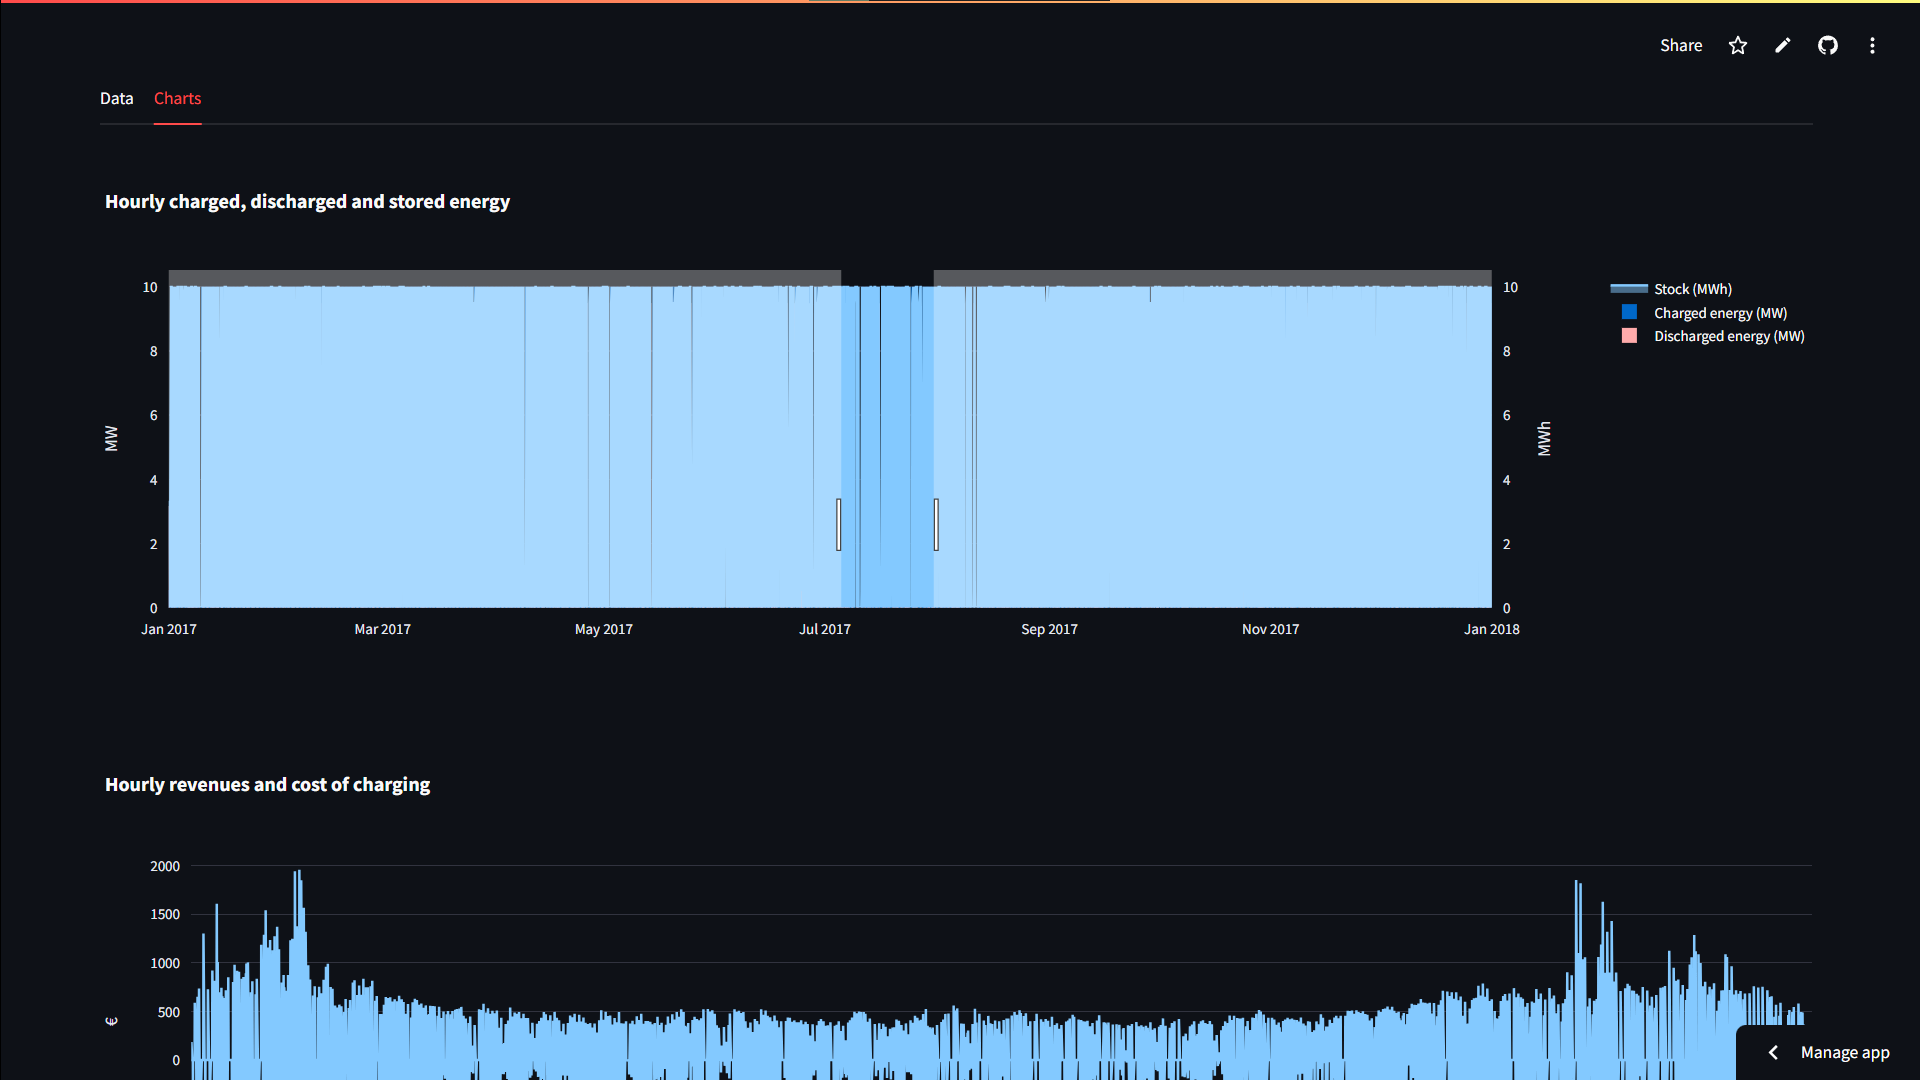 Share
Data Charts
Hourly charged, discharged and stored energy
10
8
6
4
2
0
MW
10
8
6
4
2
0
MWh
Jan 2017 Mar 2017 May 2017 Jul 2017 Sep 2017 Nov 2017 Jan 2018
Stock (MWh)
Charged energy (MW)
Discharged energy (MW)
Hourly revenues and cost of charging
2000
1500
1000
500
0
€
Manage app